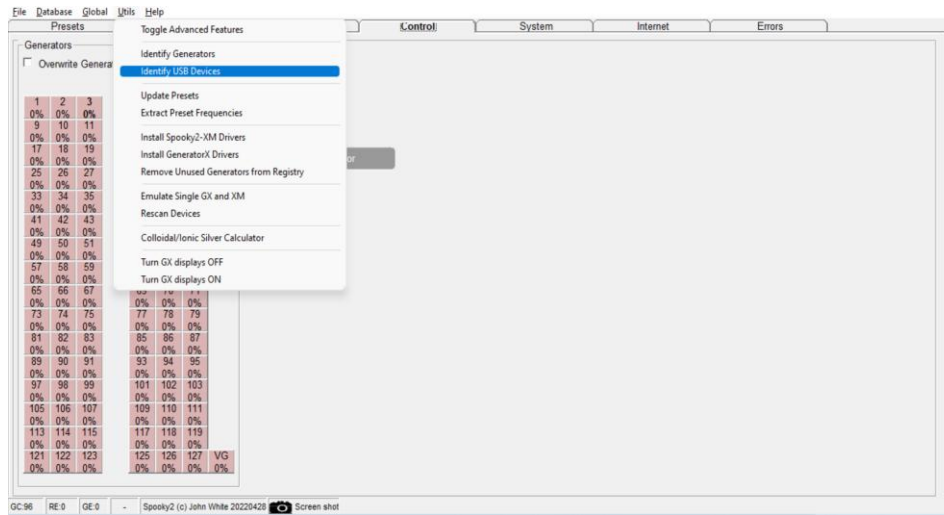 File Database Global Utils Help
Presets Control System Internet Errors
Toggle Advanced Features
Generators
Identify Generators
Overwrite Genera
Identify USB Devices
Update Presets
Extract Preset Frequencies
Install Spooky2-XM Drivers
Install GeneratorX Drivers
or
Remove Unused Generators from Registry
Emulate Single GX and XM
Rescan Devices
Colloidal/Ionic Silver Calculator
Turn GX displays OFF
Turn GX displays ON
1 2 3
0% 0% 0%
9 10 11
0% 0% 0%
17 18 19
0% 0% 0%
25 26 27
0% 0% 0%
33 34 35
0% 0% 0%
41 42 43
0% 0% 0%
49 50 51
0% 0% 0%
57 58 59
0% 0% 0%
65 66 67
0% 0% 0% 0% 0% 0%
73 74 75 77 78 79
0% 0% 0% 0% 0% 0%
81 82 83 85 86 87
0% 0% 0% 0% 0% 0%
89 90 91 93 94 95
0% 0% 0% 0% 0% 0%
97 98 99 101 102 103
0% 0% 0% 0% 0% 0%
105 106 107 109 110 111
0% 0% 0% 0% 0% 0%
113 114 115 117 118 119
0% 0% 0% 0% 0% 0%
121 122 123 125 126 127 VG
0% 0% 0% 0% 0% 0% 0%
GC:96 RE:0 GE:0 - Spooky2 (c) John White 20220428 Screen shot